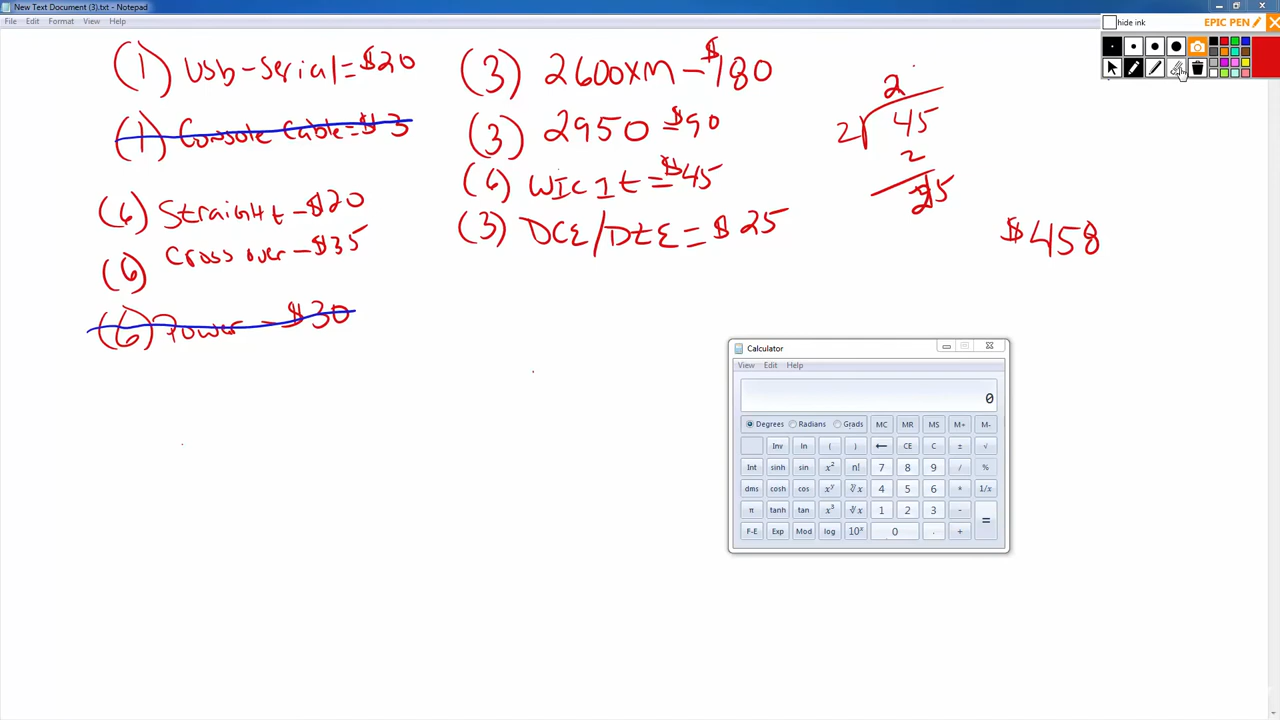 New Text Document (3).txt - Notepad
File Edit Format View Help
hide ink
EPIC PEN
(1) Usb-Serial=$20
(1) Console Cable=$3
(6) Straight-$20
(6) Cross over-$35
(6) Power-$30
(3) 2600xm-$180
(3) 2950=$90
(6) WIC 1t=$45
(3) DCE/DTE=$25
2
2 45
2
5
$458
Calculator
View Edit Help
0
Degrees Radians Grads MC MR MS M+ M-
Inv ln ( ) ← CE C ± √
Int sinh sin x² n! 7 8 9 / %
dms cosh cos xʸ ʸ√x 4 5 6 * 1/x
π tanh tan x³ ³√x 1 2 3 - =
F-E Exp Mod log 10ˣ 0 . +